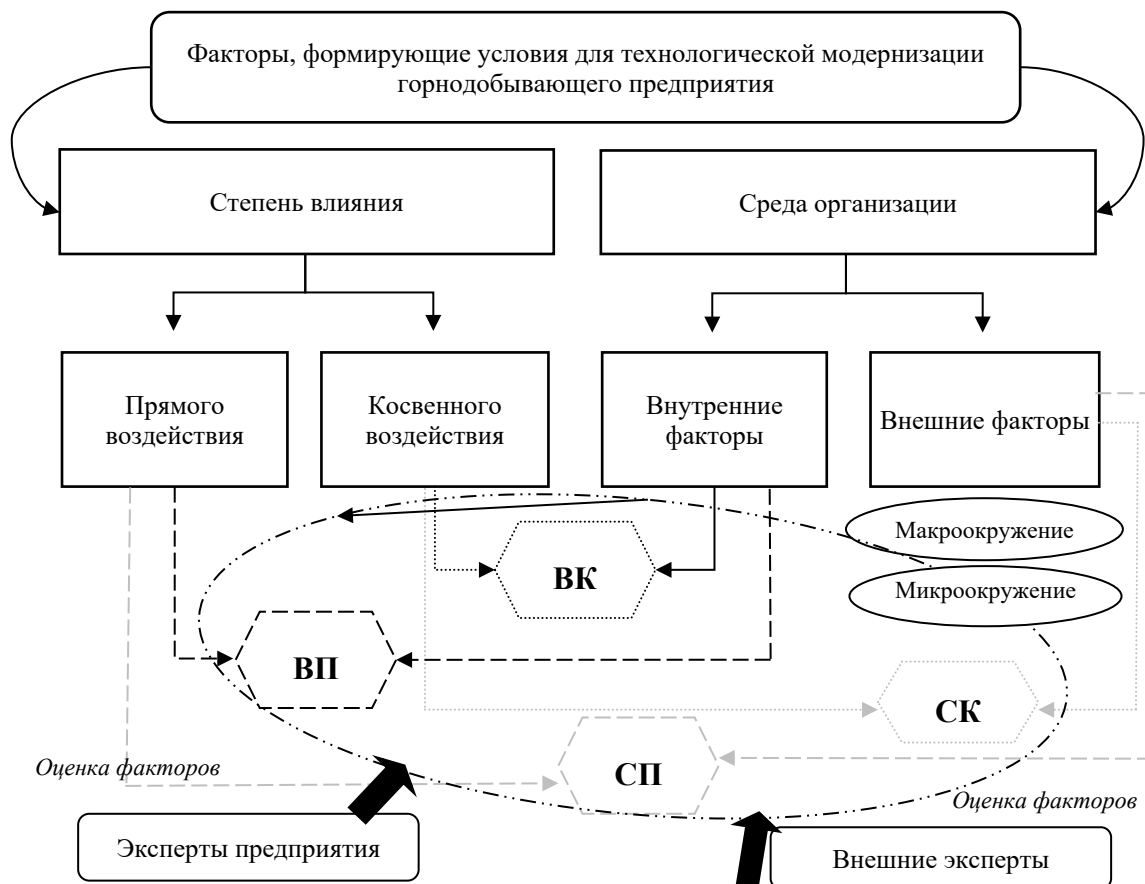 Факторы, формирующие условия для технологической модернизации
горнодобывающего предприятия
Степень влияния
Среда организации
Прямого
воздействия
Косвенного
воздействия
Внутренние
факторы
Внешние факторы
Макроокружение
Микроокружение
ВК
ВП
СК
СП
Оценка факторов
Оценка факторов
Эксперты предприятия
Внешние эксперты